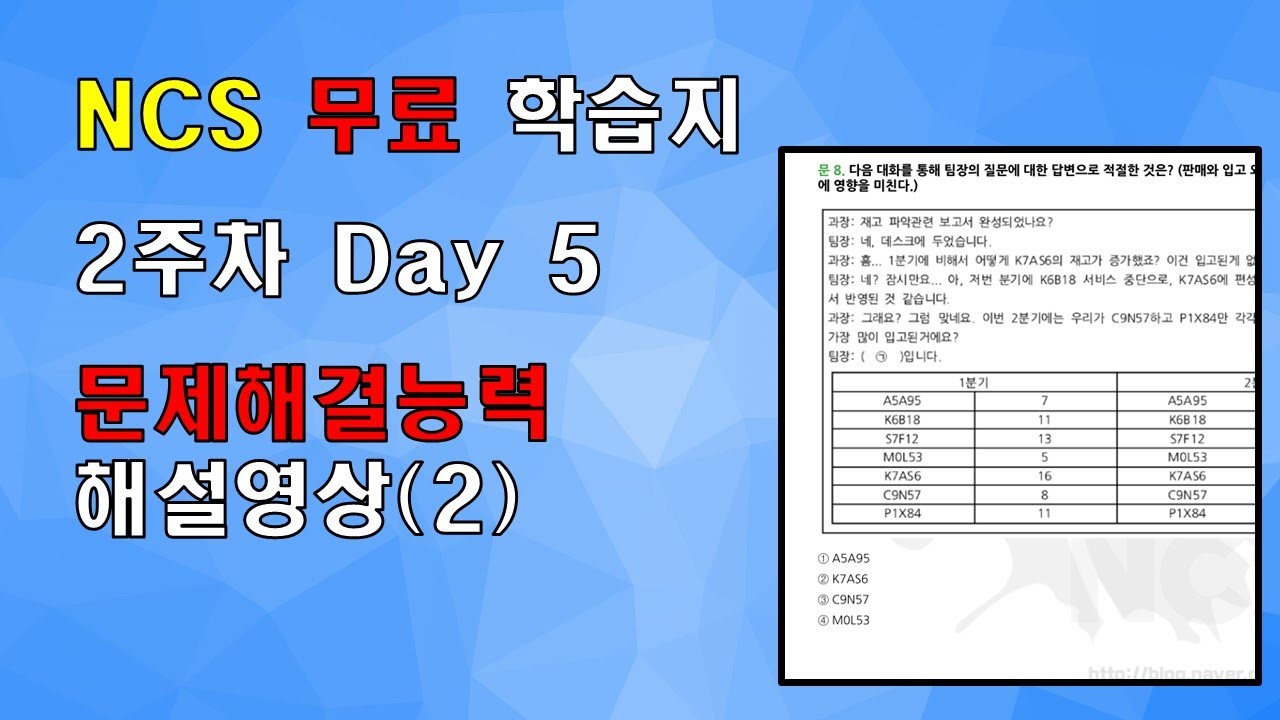 NCS 무료 학습지
2주차 Day 5
문제해결능력
해설영상(2)
문 8. 다음 대화를 통해 팀장의 질문에 대한 답변으로 적절한 것은? (판매와 입고
에 영향을 미친다.)
과장: 재고 파악관련 보고서 완성되었나요?
팀장: 네, 데스크에 두었습니다.
과장: 흠... 1분기에 비해서 어떻게 K7AS6의 재고가 증가했죠? 이건 입고된게
팀장: 네? 잠시만요... 아, 저번 분기에 K6B18 서비스 중단으로, K7AS6에 편성
서 반영된 것 같습니다.
과장: 그래요? 그럼 맞네요. 이번 2분기에는 우리가 C9N57하고 P1X84만 각각
가장 많이 입고된거에요?
팀장: ( ㉠ )입니다.
1분기
A5A95 7 A5A95
K6B18 11 K6B18
S7F12 13 S7F12
M0L53 5 M0L53
K7AS6 16 K7AS6
C9N57 8 C9N57
P1X84 11 P1X84
① A5A95
② K7AS6
③ C9N57
④ M0L53
NC
http://blog.naver.